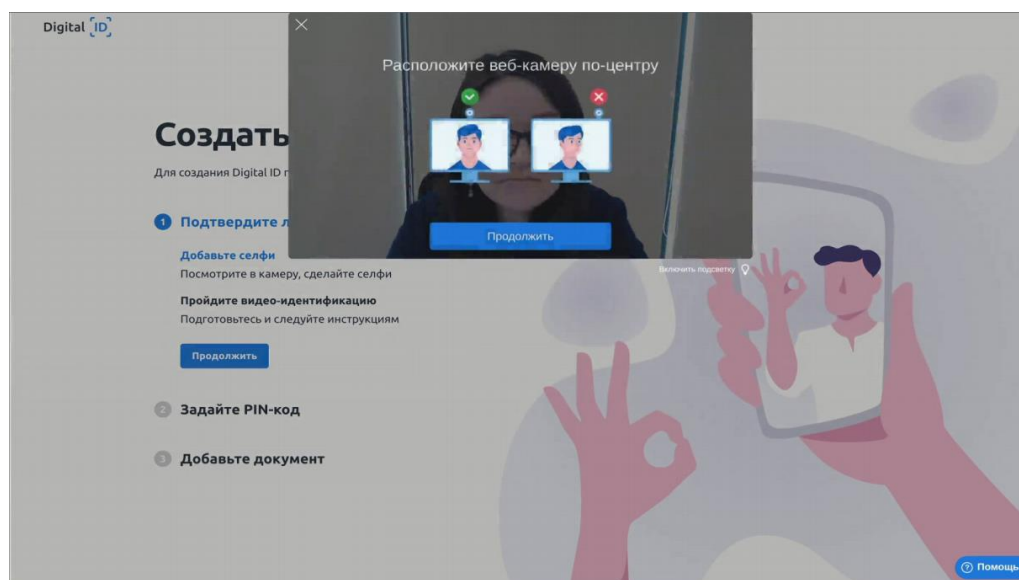 Digital ID
Расположите веб-камеру по-центру
Продолжить
Включить подсветку
Создать
Для создания Digital ID
1 Подтвердите
Добавьте селфи
Посмотрите в камеру, сделайте селфи
Пройдите видео-идентификацию
Подготовьтесь и следуйте инструкциям
Продолжить
2 Задайте PIN-код
3 Добавьте документ
Помощь